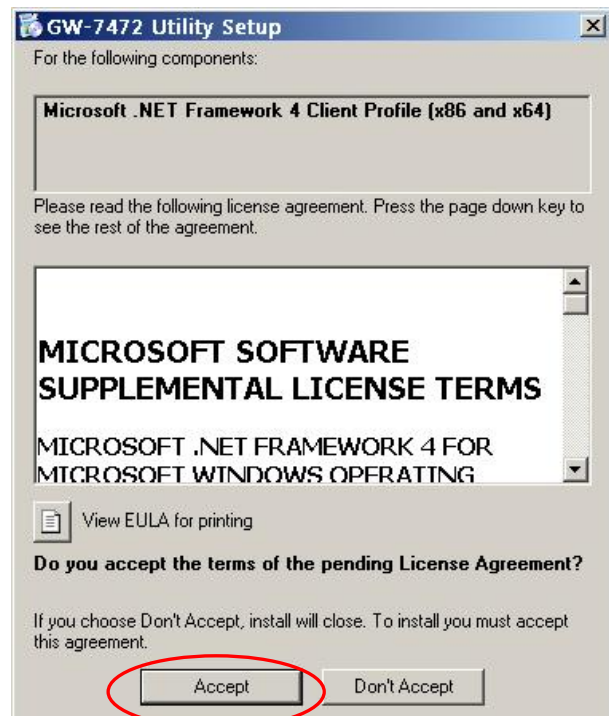 GW-7472 Utility Setup
For the following components:
Microsoft .NET Framework 4 Client Profile (x86 and x64)
Please read the following license agreement. Press the page down key to
see the rest of the agreement.
MICROSOFT SOFTWARE
SUPPLEMENTAL LICENSE TERMS
MICROSOFT .NET FRAMEWORK 4 FOR
MICROSOFT WINDOWS OPERATING
View EULA for printing
Do you accept the terms of the pending License Agreement?
If you choose Don't Accept, install will close. To install you must accept
this agreement.
Accept
Don't Accept